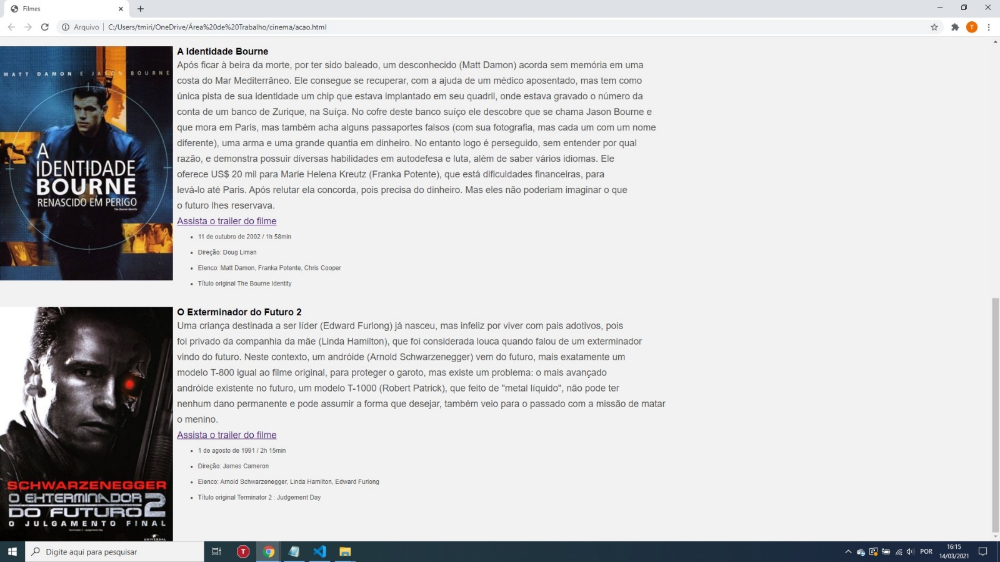 Filmes
Arquivo
C:/Users/tmiri/OneDrive/Área%20de%20Trabalho/cinema/acao.html
T
MATT DAMON E JASON BOURNE
A
IDENTIDADE
BOURNE
RENASCIDO EM PERIGO
The Bourne Identity
A Identidade Bourne
Após ficar à beira da morte, por ter sido baleado, um desconhecido (Matt Damon) acorda sem memória em uma
costa do Mar Mediterrâneo. Ele consegue se recuperar, com a ajuda de um médico aposentado, mas tem como
única pista de sua identidade um chip que estava implantado em seu quadril, onde estava gravado o número da
conta de um banco de Zurique, na Suíça. No cofre deste banco suíço ele descobre que se chama Jason Bourne e
que mora em Paris, mas também acha alguns passaportes falsos (com sua fotografia, mas cada um com um nome
diferente), uma arma e uma grande quantia em dinheiro. No entanto logo é perseguido, sem entender por qual
razão, e demonstra possuir diversas habilidades em autodefesa e luta, além de saber vários idiomas. Ele
oferece US$ 20 mil para Marie Helena Kreutz (Franka Potente), que está dificuldades financeiras, para
levá-lo até Paris. Após relutar ela concorda, pois precisa do dinheiro. Mas eles não poderiam imaginar o que
o futuro lhes reservava.
Assista o trailer do filme
11 de outubro de 2002 / 1h 58min
Direção: Doug Liman
Elenco: Matt Damon, Franka Potente, Chris Cooper
Título original The Bourne Identity
SCHWARZENEGGER
O EXTERMINADOR
DO FUTURO 2
O JULGAMENTO FINAL
Terminator 2 - Judgement Day
UNIVERSAL
O Exterminador do Futuro 2
Uma criança destinada a ser líder (Edward Furlong) já nasceu, mas infeliz por viver com pais adotivos, pois
foi privado da companhia da mãe (Linda Hamilton), que foi considerada louca quando falou de um exterminador
vindo do futuro. Neste contexto, um andróide (Arnold Schwarzenegger) vem do futuro, mais exatamente um
modelo T-800 igual ao filme original, para proteger o garoto, mas existe um problema: o mais avançado
andróide existente no futuro, um modelo T-1000 (Robert Patrick), que feito de "metal líquido", não pode ter
nenhum dano permanente e pode assumir a forma que desejar, também veio para o passado com a missão de matar
o menino.
Assista o trailer do filme
1 de agosto de 1991 / 2h 15min
Direção: James Cameron
Elenco: Arnold Schwarzenegger, Linda Hamilton, Edward Furlong
Título original Terminator 2 : Judgement Day
Digite aqui para pesquisar
T
POR
16:15
14/03/2021